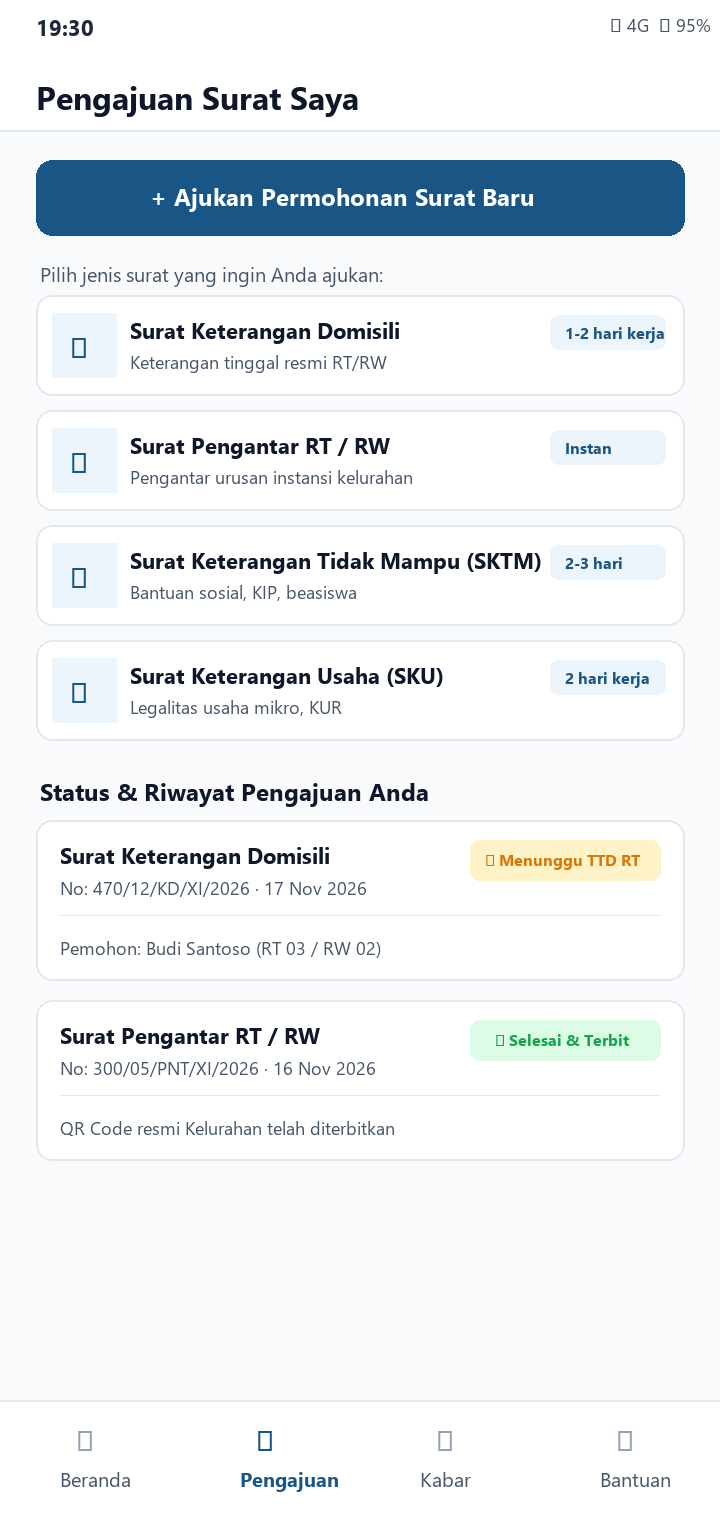 19:30
4G 95%
Pengajuan Surat Saya
+ Ajukan Permohonan Surat Baru
Pilih jenis surat yang ingin Anda ajukan:
Surat Keterangan Domisili
1-2 hari kerja
Keterangan tinggal resmi RT/RW
Surat Pengantar RT / RW
Instan
Pengantar urusan instansi kelurahan
Surat Keterangan Tidak Mampu (SKTM)
2-3 hari
Bantuan sosial, KIP, beasiswa
Surat Keterangan Usaha (SKU)
2 hari kerja
Legalitas usaha mikro, KUR
Status & Riwayat Pengajuan Anda
Surat Keterangan Domisili
Menunggu TTD RT
No: 470/12/KD/XI/2026 · 17 Nov 2026
Pemohon: Budi Santoso (RT 03 / RW 02)
Surat Pengantar RT / RW
Selesai & Terbit
No: 300/05/PNT/XI/2026 · 16 Nov 2026
QR Code resmi Kelurahan telah diterbitkan
Beranda
Pengajuan
Kabar
Bantuan